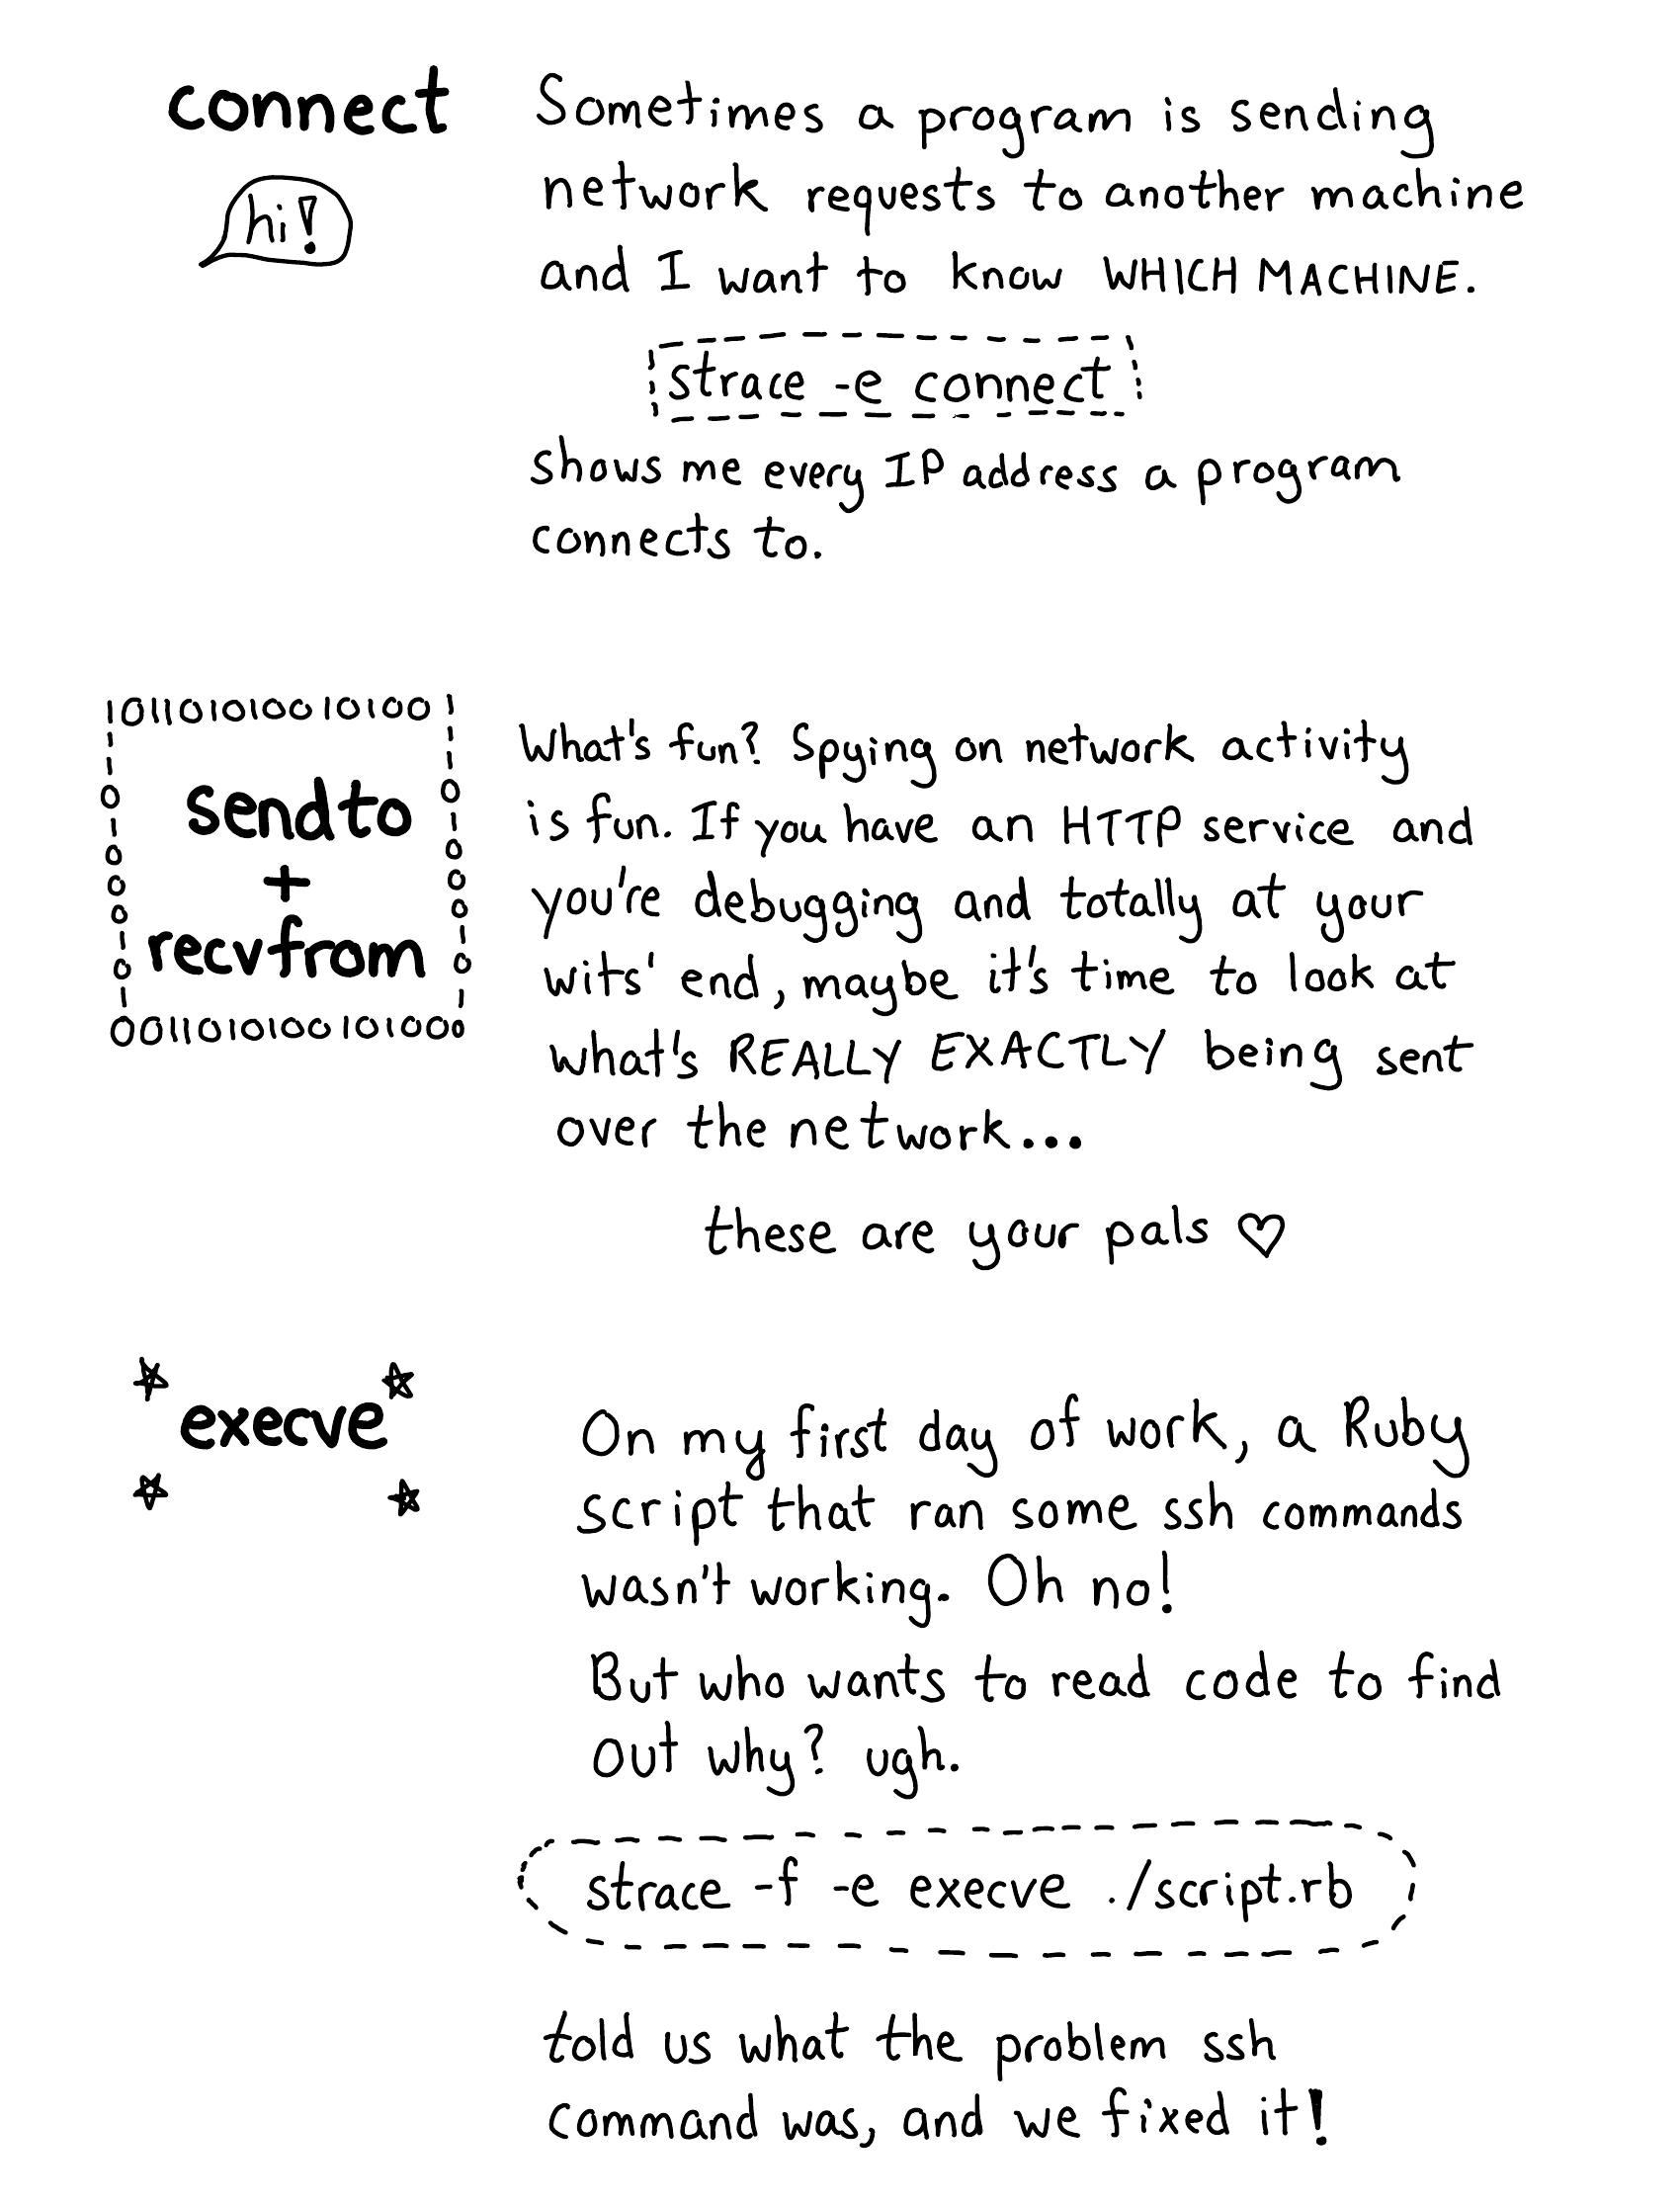 connect
hi!
Sometimes a program is sending
network requests to another machine
and I want to know WHICH MACHINE.
strace -e connect
shows me every IP address a program
connects to.
101101010010100 1
sendto
+
recvfrom
0011010100101000
What's fun? Spying on network activity
is fun. If you have an HTTP service and
you're debugging and totally at your
wits' end, maybe it's time to look at
what's REALLY EXACTLY being sent
over the network...
these are your pals ♡
execve
On my first day of work, a Ruby
script that ran some ssh commands
wasn't working. Oh no!
But who wants to read code to find
out why? ugh.
strace -f -e execve ./script.rb
told us what the problem ssh
command was, and we fixed it!